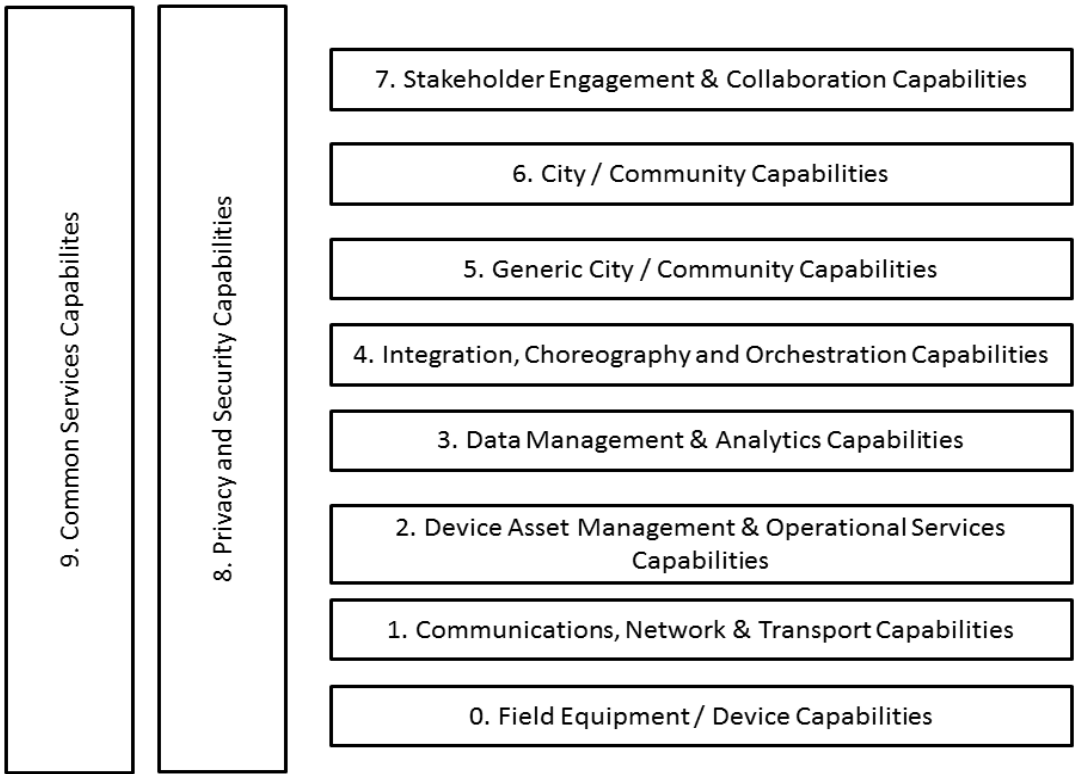 9. Common Services Capabilites
8. Privacy and Security Capabilities
7. Stakeholder Engagement & Collaboration Capabilities
6. City / Community Capabilities
5. Generic City / Community Capabilities
4. Integration, Choreography and Orchestration Capabilities
3. Data Management & Analytics Capabilities
2. Device Asset Management & Operational Services
Capabilities
1. Communications, Network & Transport Capabilities
0. Field Equipment / Device Capabilities